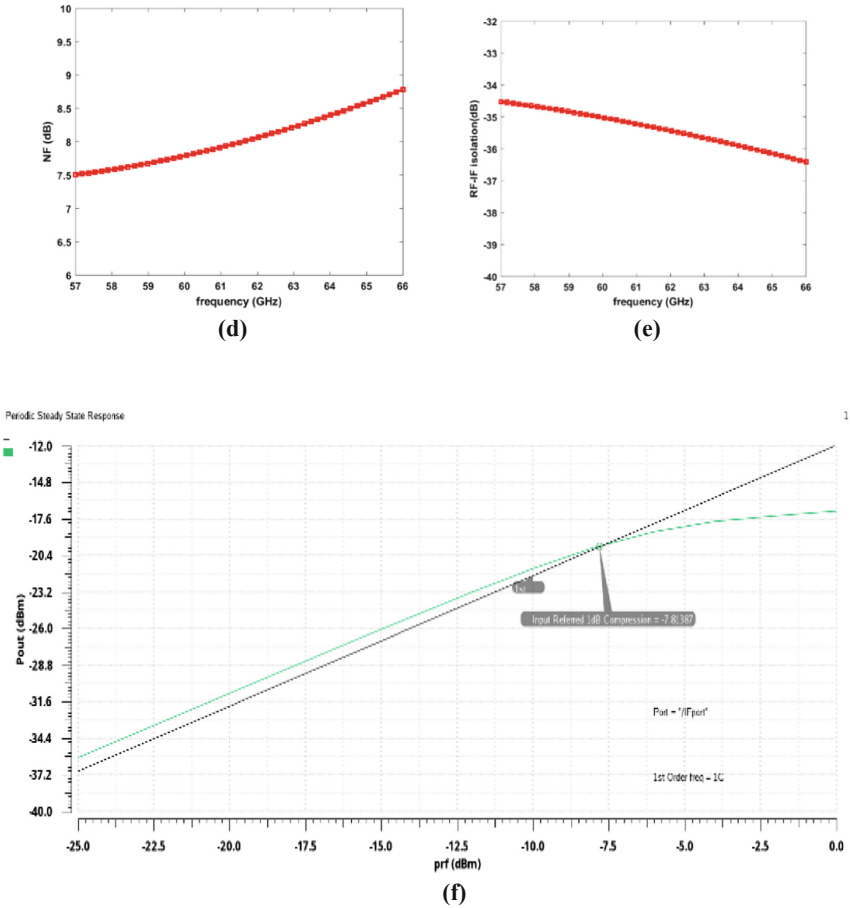 10
9.5
9
8.5
8
7.5
7
6.5
6
NF (dB)
57 58 59 60 61 62 63 64 65 66
frequency (GHz)
(d)
-32
-33
-34
-35
-36
-37
-38
-39
-40
RF-IF isolation(dB)
57 58 59 60 61 62 63 64 65 66
frequency (GHz)
(e)
Periodic Steady State Response
1
-12.0
-14.8
-17.6
-20.4
-23.2
-26.0
-28.8
-31.6
-34.4
-37.2
-40.0
Pout (dBm)
1st
Input Referred 1dB Compression = -7.81387
Port = "/IFport"
1st Order freq = 1G
-25.0 -22.5 -20.0 -17.5 -15.0 -12.5 -10.0 -7.5 -5.0 -2.5 0.0
prf (dBm)
(f)